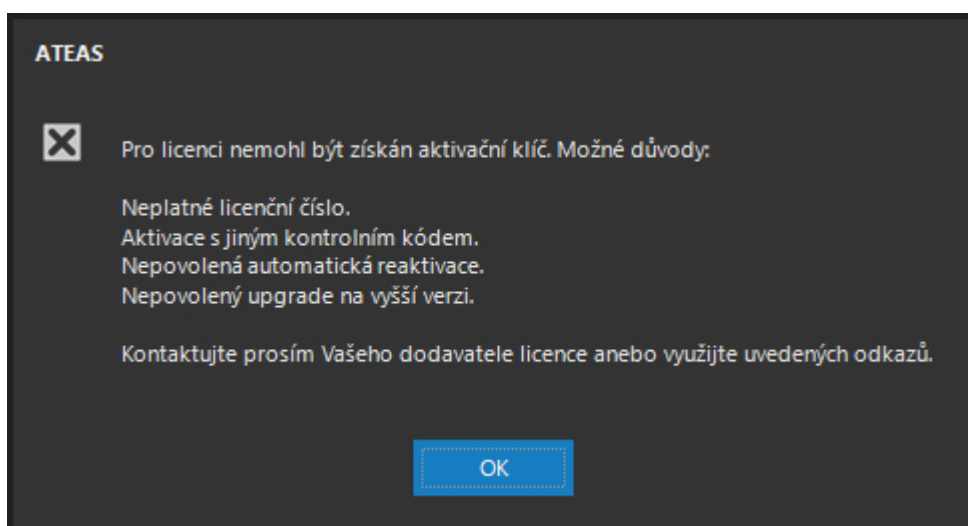 ATEAS
Pro licenci nemohl být získán aktivační klíč. Možné důvody:
Neplatné licenční číslo.
Aktivace s jiným kontrolním kódem.
Nepovolená automatická reaktivace.
Nepovolený upgrade na vyšší verzi.
Kontaktujte prosím Vašeho dodavatele licence anebo využijte uvedených odkazů.
OK